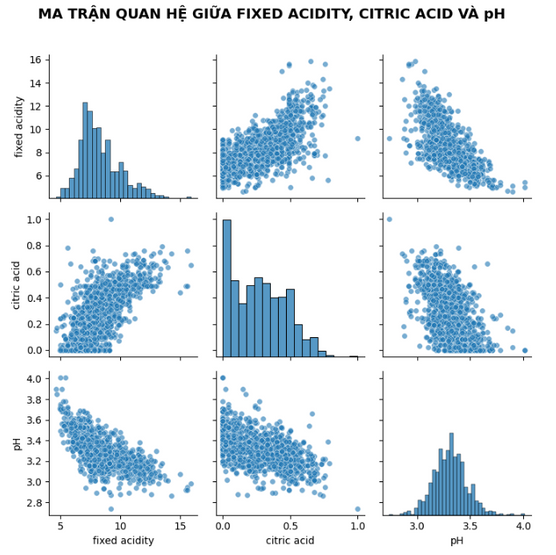 MA TRẬN QUAN HỆ GIỮA FIXED ACIDITY, CITRIC ACID VÀ pH
16
14
12
10
8
6
fixed acidity
1.0
0.8
0.6
0.4
0.2
0.0
citric acid
4.0
3.8
3.6
3.4
3.2
3.0
2.8
pH
5 10 15
0.0 0.5 1.0
3.0 3.5 4.0
fixed acidity
citric acid
pH